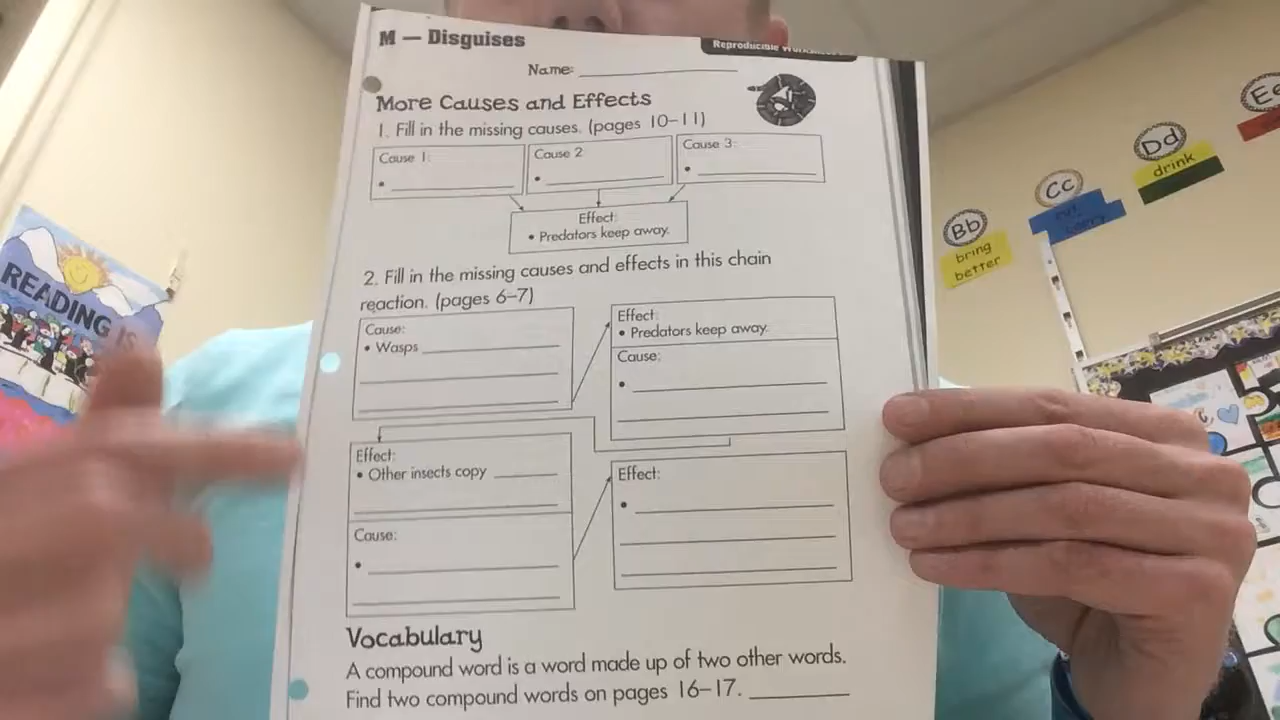 M — Disguises
Reproducible
Name:
More Causes and Effects
1. Fill in the missing causes. (pages 10–11)
Cause 1:
Cause 2
Cause 3:
Effect:
• Predators keep away.
2. Fill in the missing causes and effects in this chain
reaction. (pages 6–7)
Cause:
• Wasps
Effect:
• Predators keep away.
Cause:
Effect:
• Other insects copy
Cause:
Effect:
Vocabulary
A compound word is a word made up of two other words.
Find two compound words on pages 16–17.
READING IS
Bb
bring
better
Cc
Dd
drink
Ee